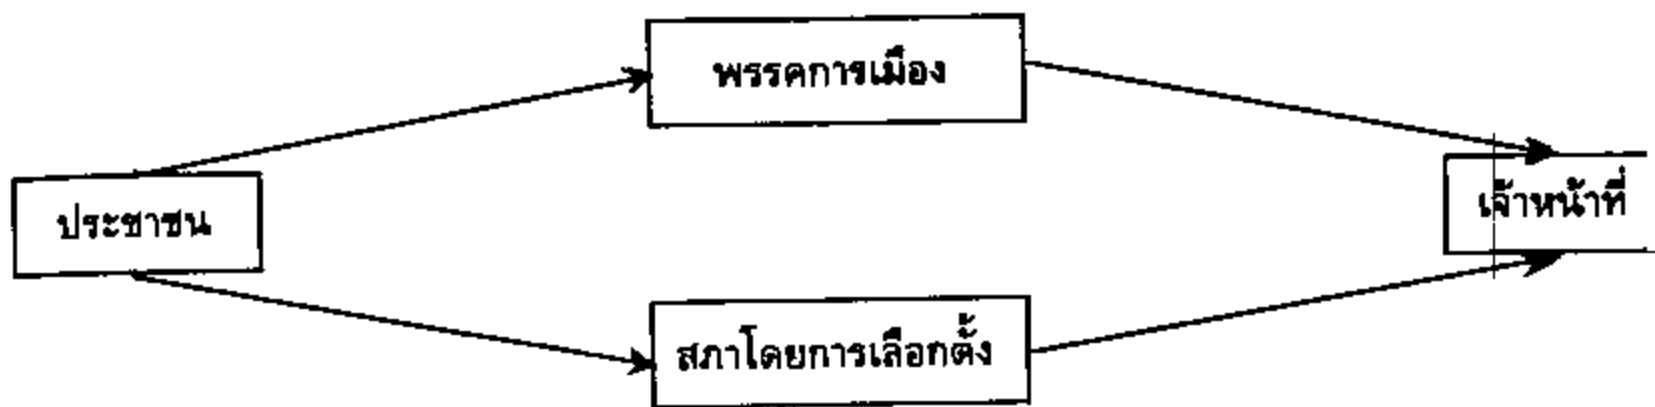 พรรคการเมือง
ประชาชน
เจ้าหน้าที่
สภาโดยการเลือกตั้ง